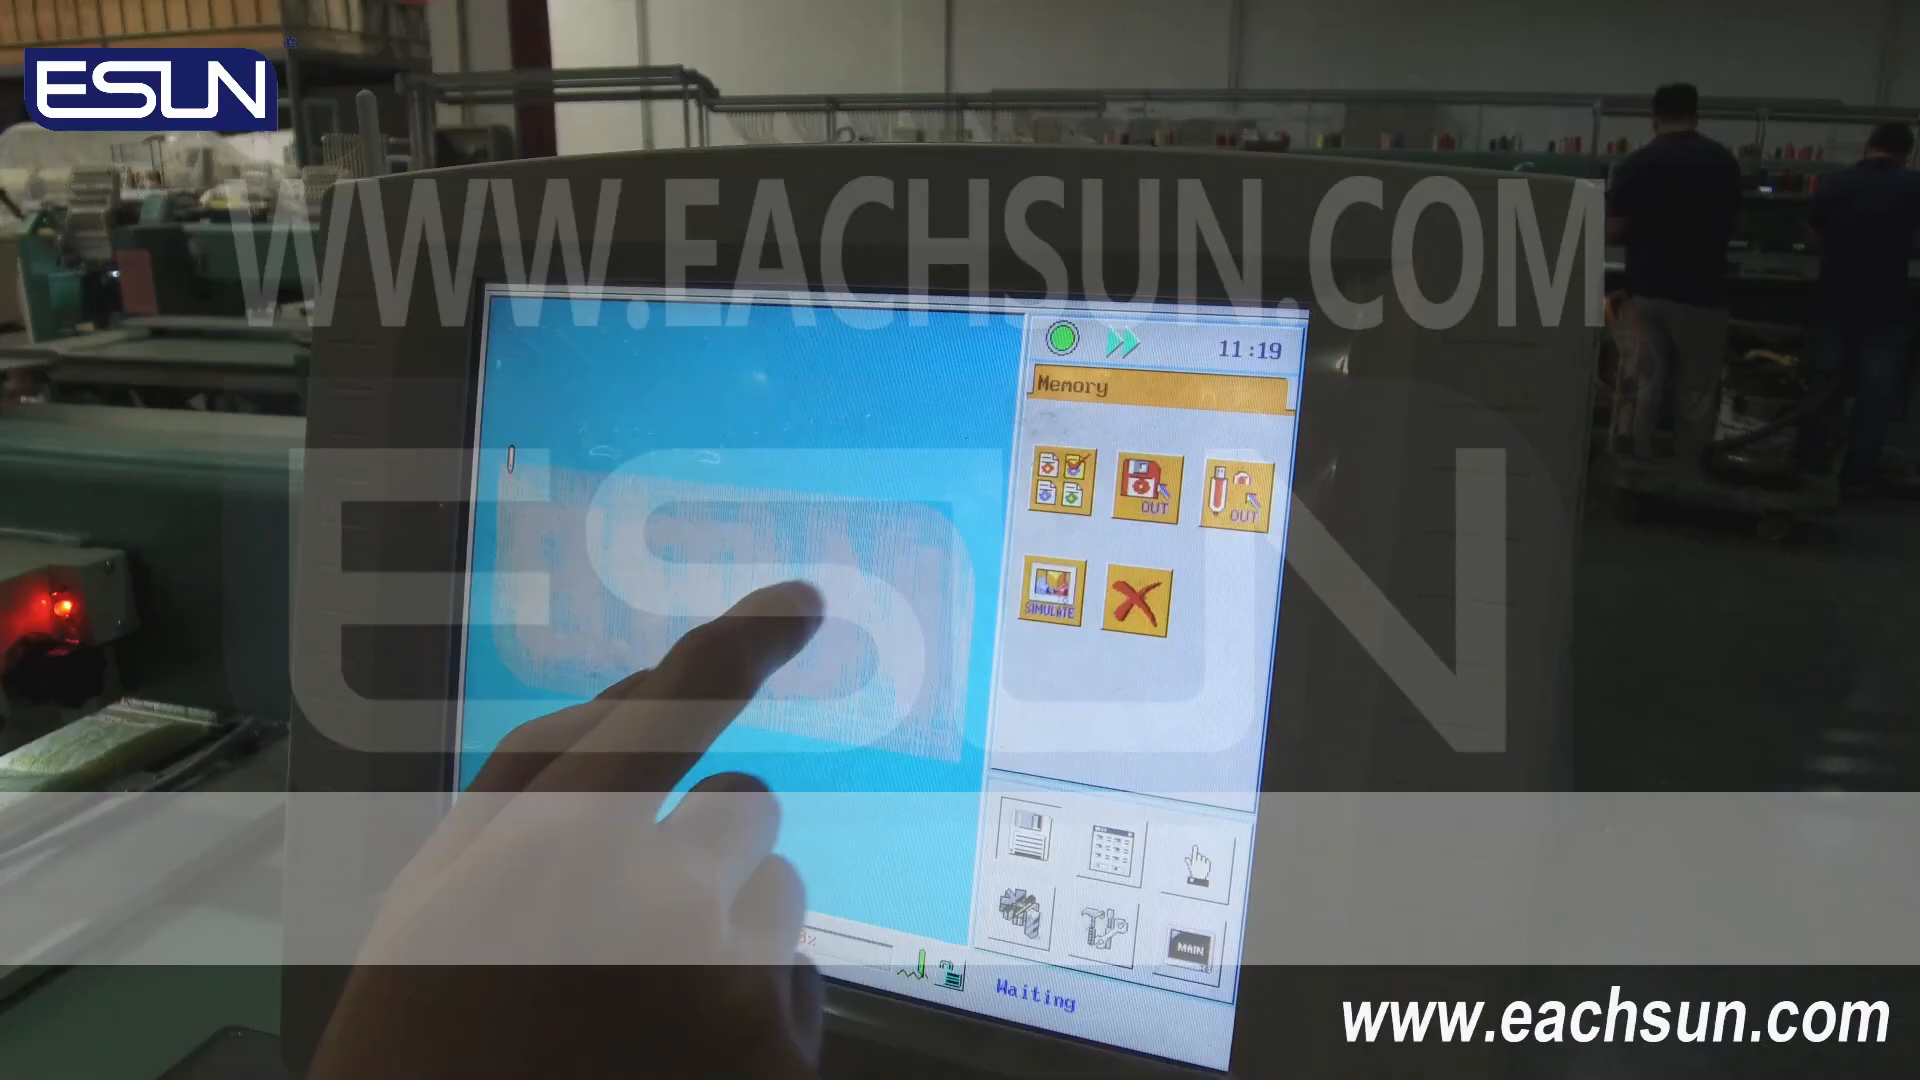 ESUN
®
WWW.EACHSUN.COM
11:19
Memory
OUT
OUT
ESUN
SIMULATE
MAIN
Waiting
www.eachsun.com